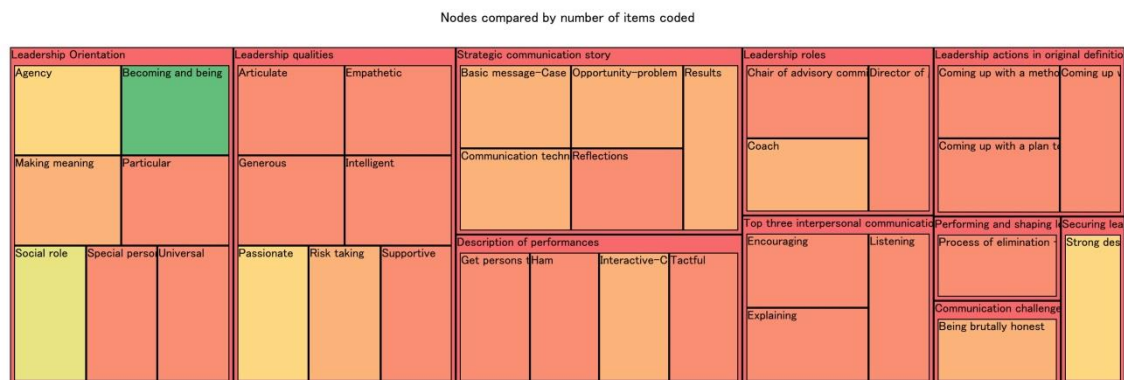 Nodes compared by number of items coded
Leadership Orientation
Agency
Becoming and being
Making meaning
Particular
Social role
Special perso
Universal
Leadership qualities
Articulate
Empathetic
Generous
Intelligent
Passionate
Risk taking
Supportive
Strategic communication story
Basic message-Case
Opportunity-problem
Results
Communication techn
Reflections
Description of performances
Get persons t
Ham
Interactive-C
Tactful
Leadership roles
Chair of advisory commi
Director of
Coach
Top three interpersonal communicatio
Encouraging
Listening
Explaining
Leadership actions in original definitio
Coming up with a metho
Coming up w
Coming up with a plan to
Performing and shaping le
Process of elimination
Securing lea
Strong des
Communication challenge
Being brutally honest